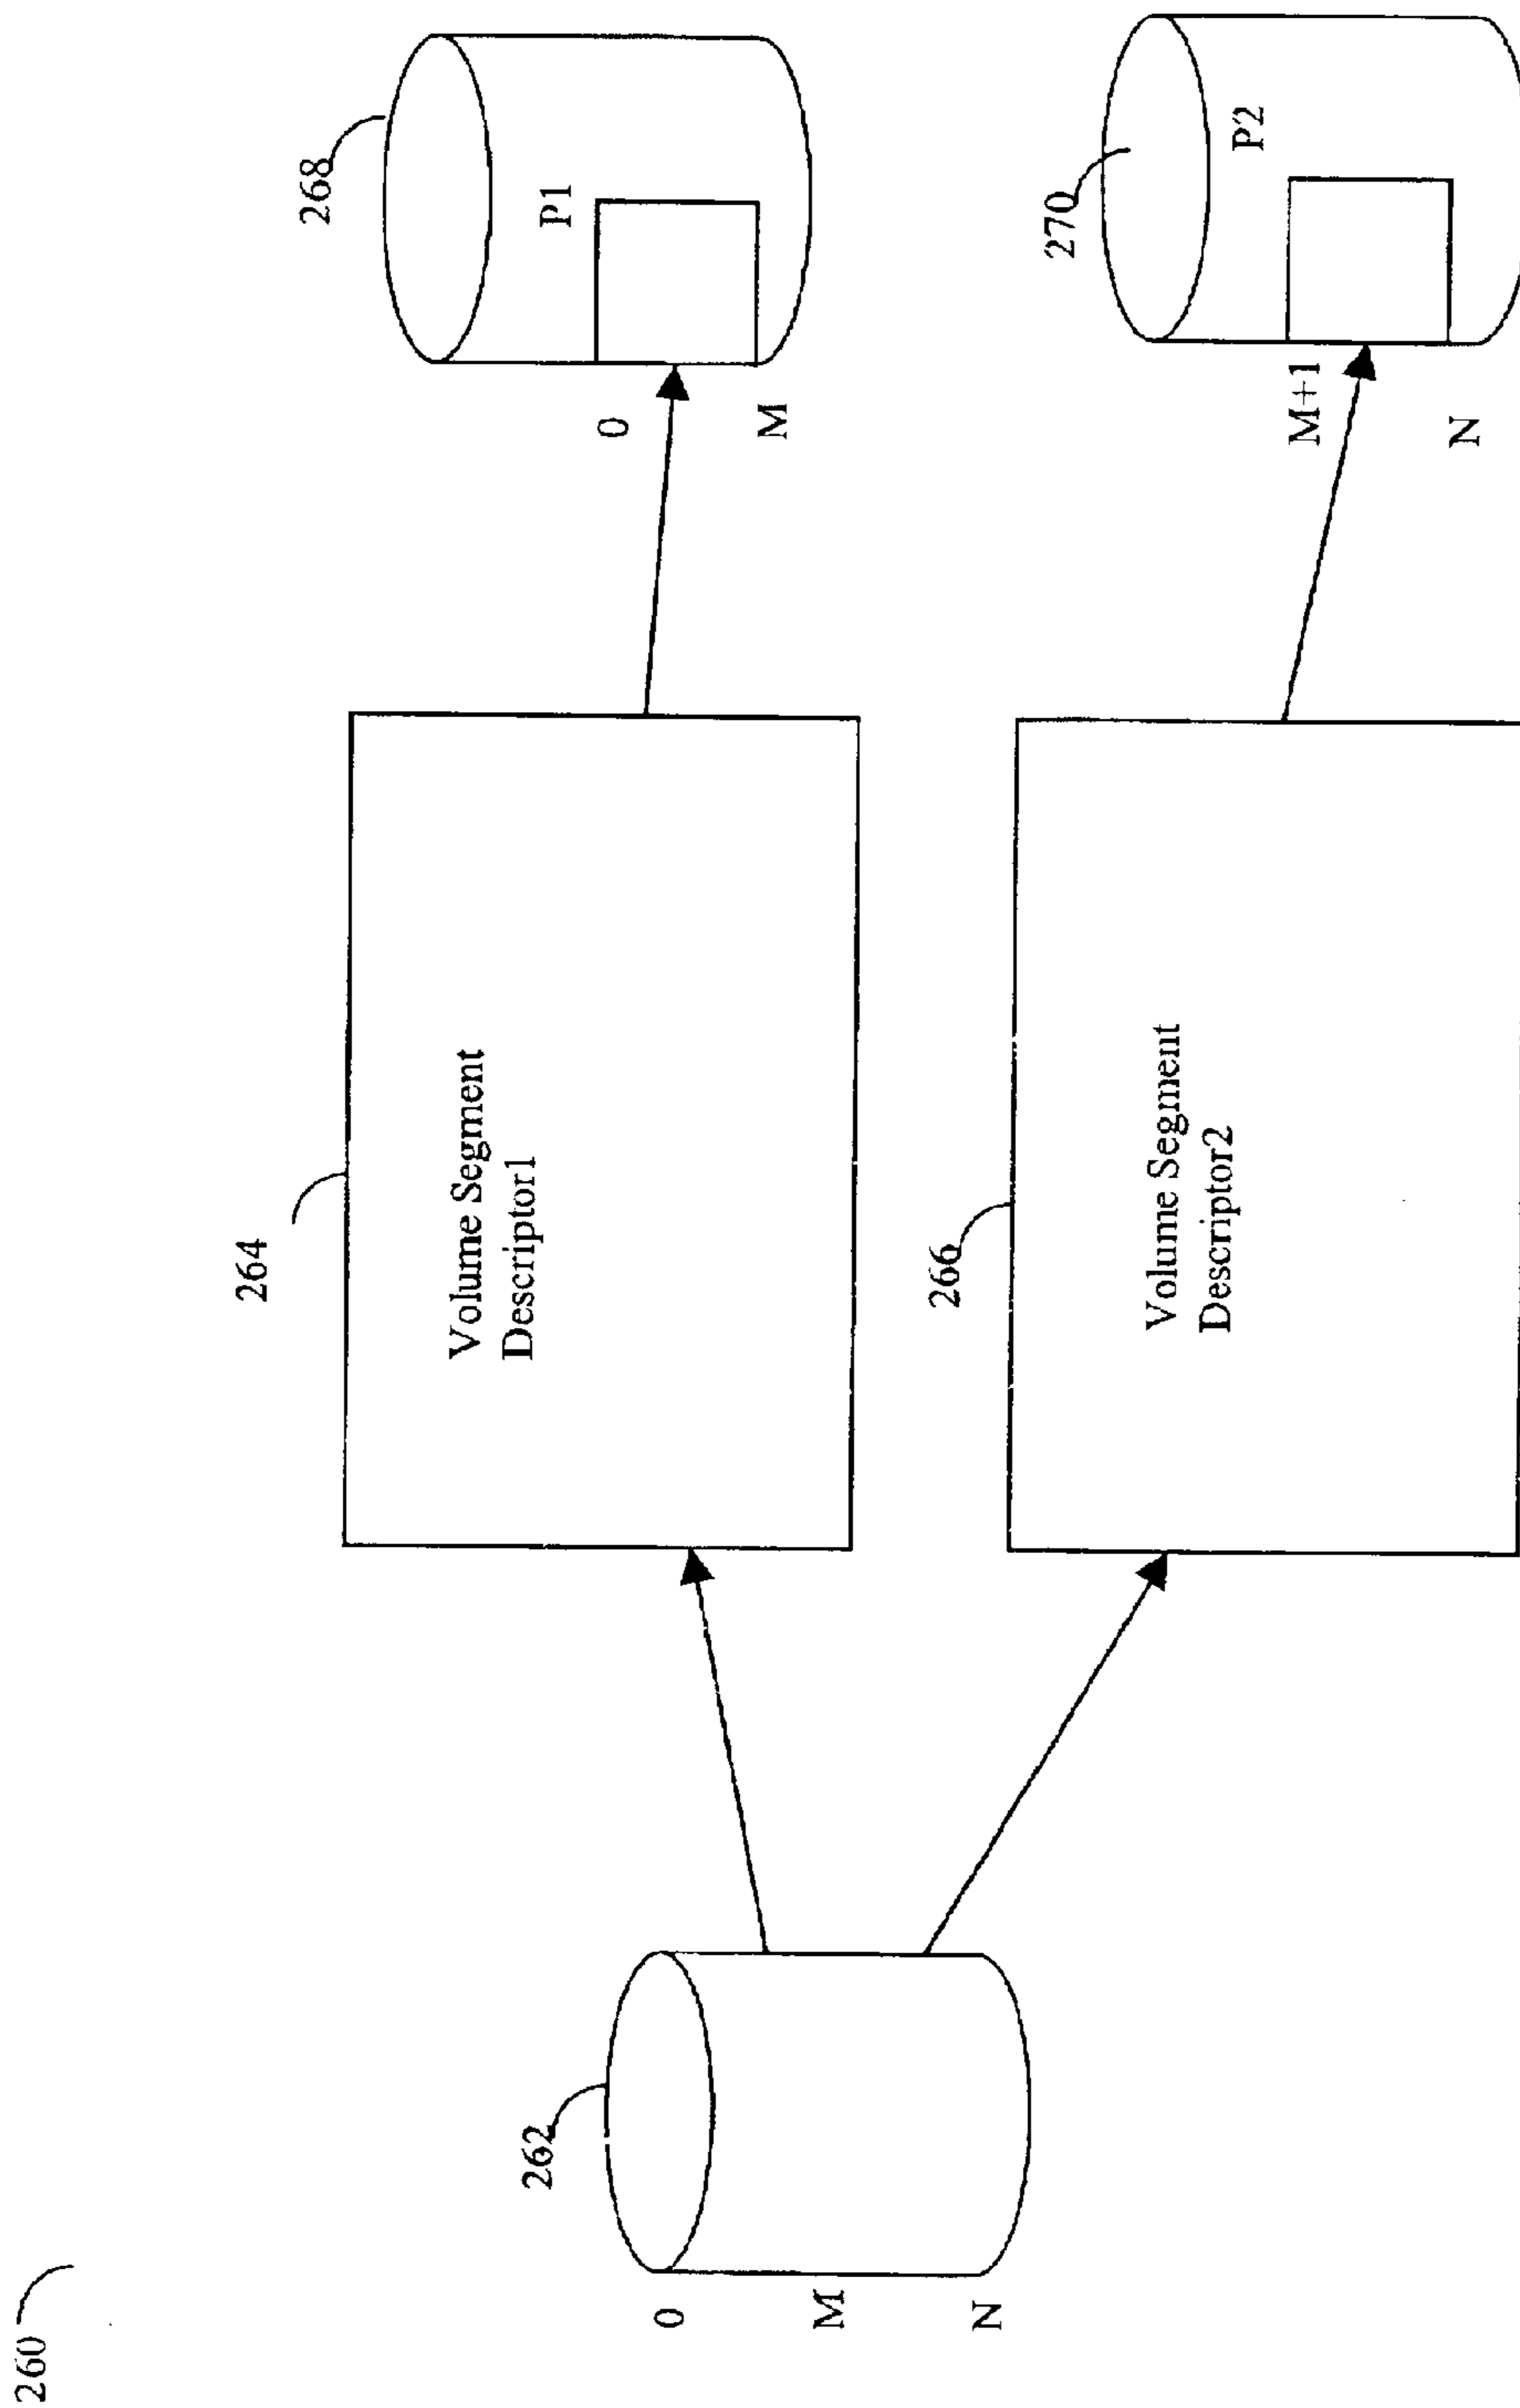 260
262
0
M
N
264
Volume Segment
Descriptor1
266
Volume Segment
Descriptor2
268
P1
0
M
270
P2
M+1
N